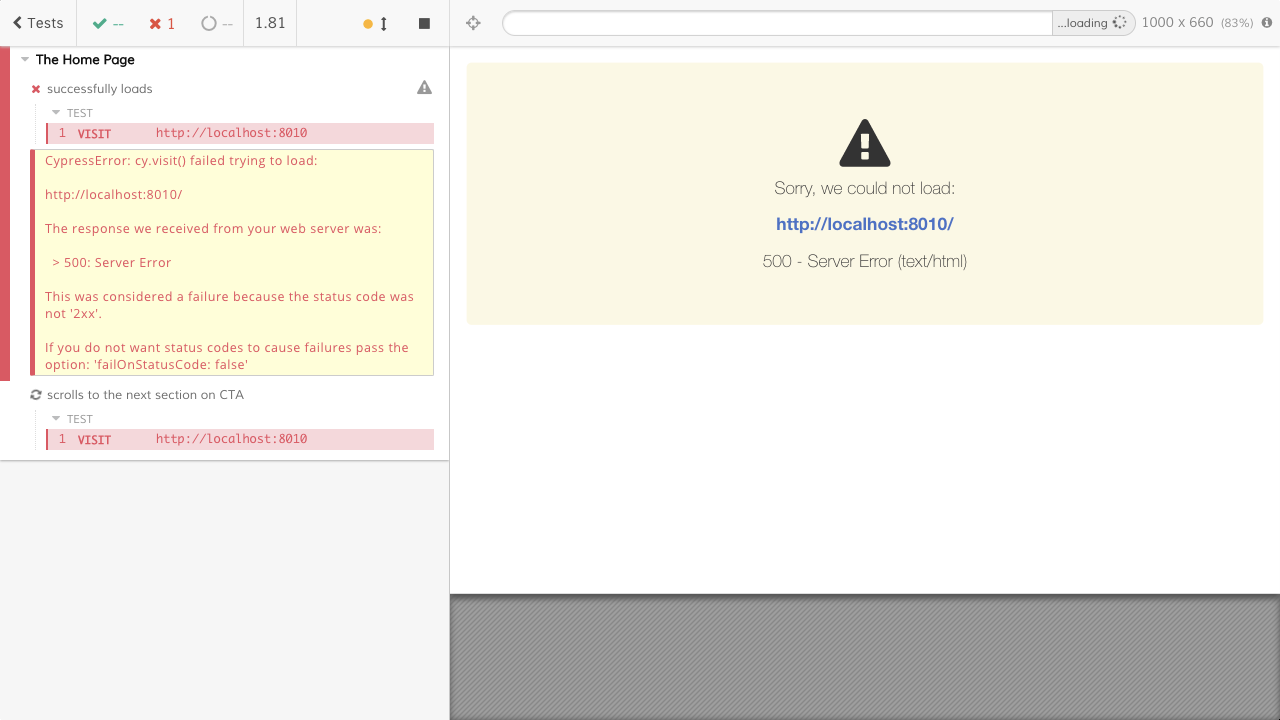 Tests
--
1
--
1.81
...loading
1000 x 660 (83%)
The Home Page
successfully loads
TEST
1 VISIT http://localhost:8010
CypressError: cy.visit() failed trying to load:
http://localhost:8010/
The response we received from your web server was:
> 500: Server Error
This was considered a failure because the status code was
not '2xx'.
If you do not want status codes to cause failures pass the
option: 'failOnStatusCode: false'
scrolls to the next section on CTA
TEST
1 VISIT http://localhost:8010
Sorry, we could not load:
http://localhost:8010/
500 - Server Error (text/html)